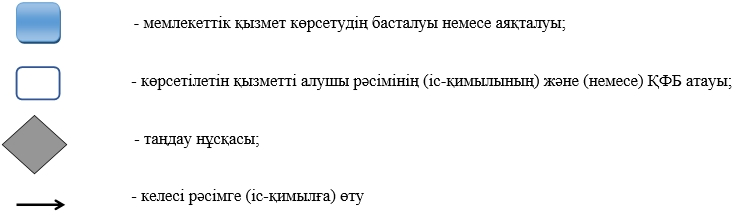 - мемлекеттік қызмет көрсетудің басталуы немесе аяқталуы;
- көрсетілетін қызметті алушы рәсімінің (іс-қимылының) және (немесе) ҚФБ атауы;
- таңдау нұсқасы;
- келесі рәсімге (іс-қимылға) өту